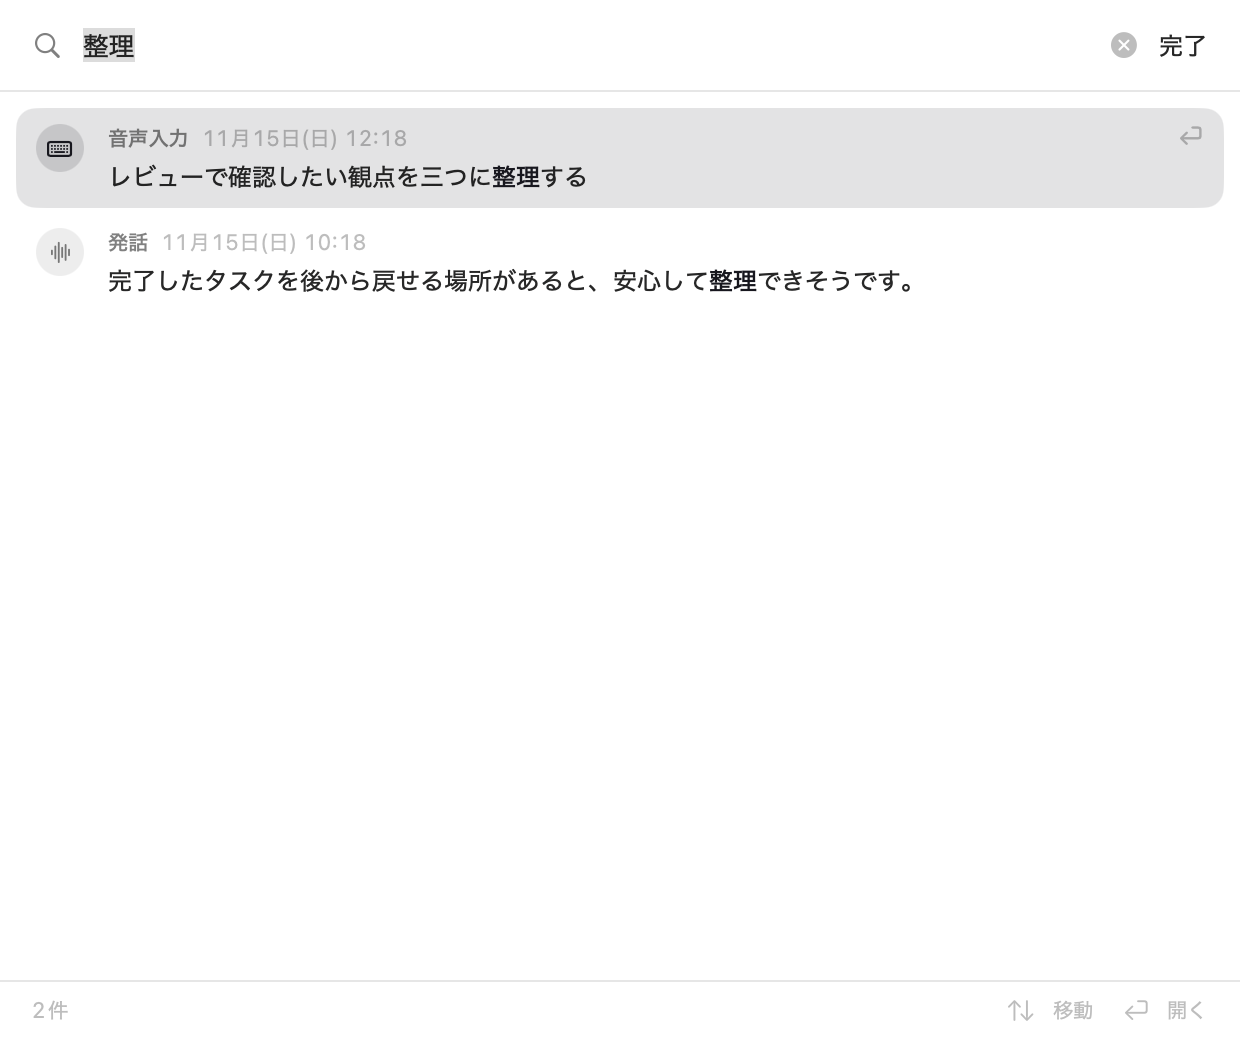 整理
完了
音声入力 11月15日(日) 12:18
レビューで確認したい観点を三つに整理する
発話 11月15日(日) 10:18
完了したタスクを後から戻せる場所があると、安心して整理できそうです。
2件
移動
開く